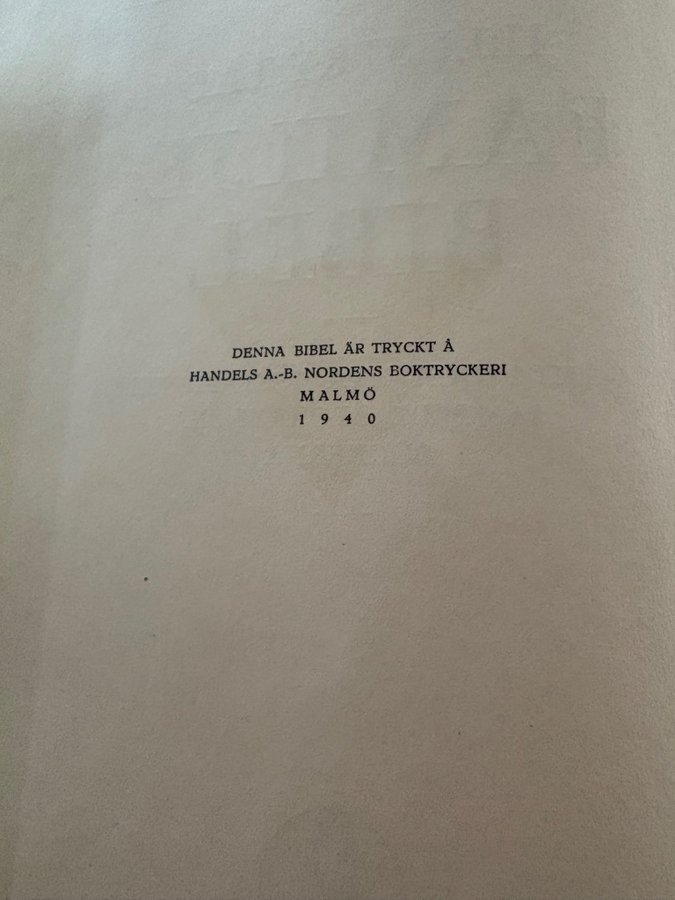 DENNA BIBEL ÄR TRYCKT Å
HANDELS A.-B. NORDENS BOKTRYCKERI
MALMÖ
1940